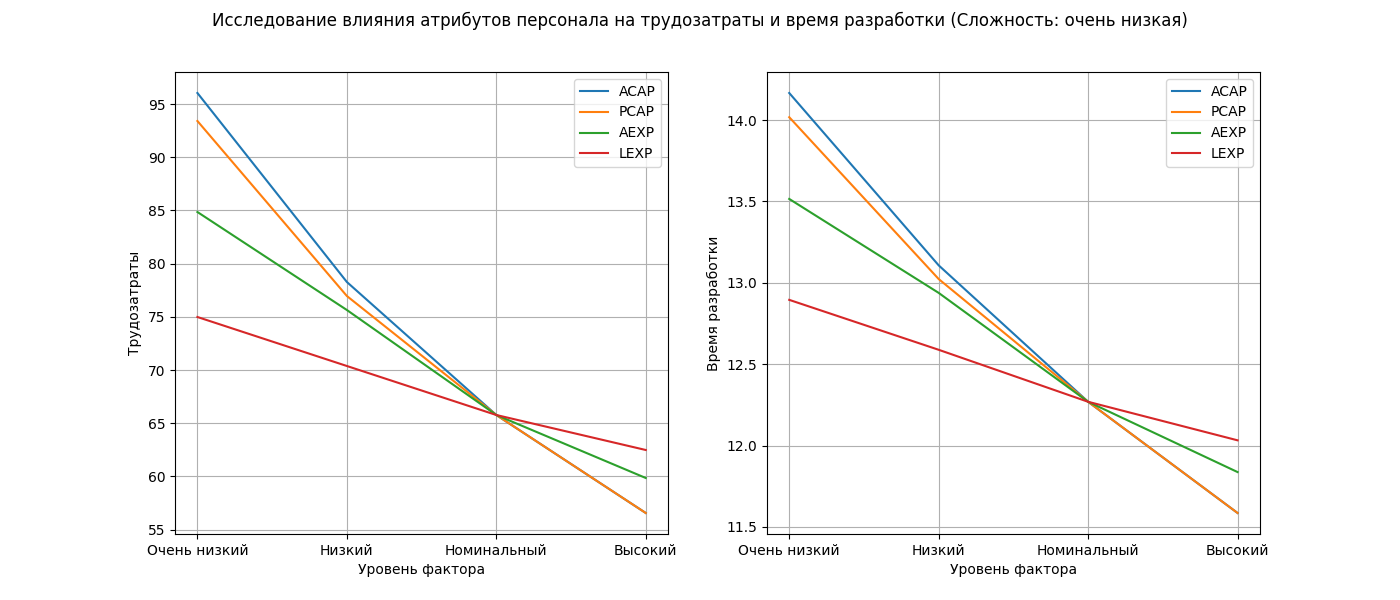 Исследование влияния атрибутов персонала на трудозатраты и время разработки (Сложность: очень низкая)
Трудозатраты
95
90
85
80
75
70
65
60
55
ACAP
PCAP
AEXP
LEXP
Очень низкий
Низкий
Номинальный
Высокий
Уровень фактора
Время разработки
14.0
13.5
13.0
12.5
12.0
11.5
ACAP
PCAP
AEXP
LEXP
Очень низкий
Низкий
Номинальный
Высокий
Уровень фактора